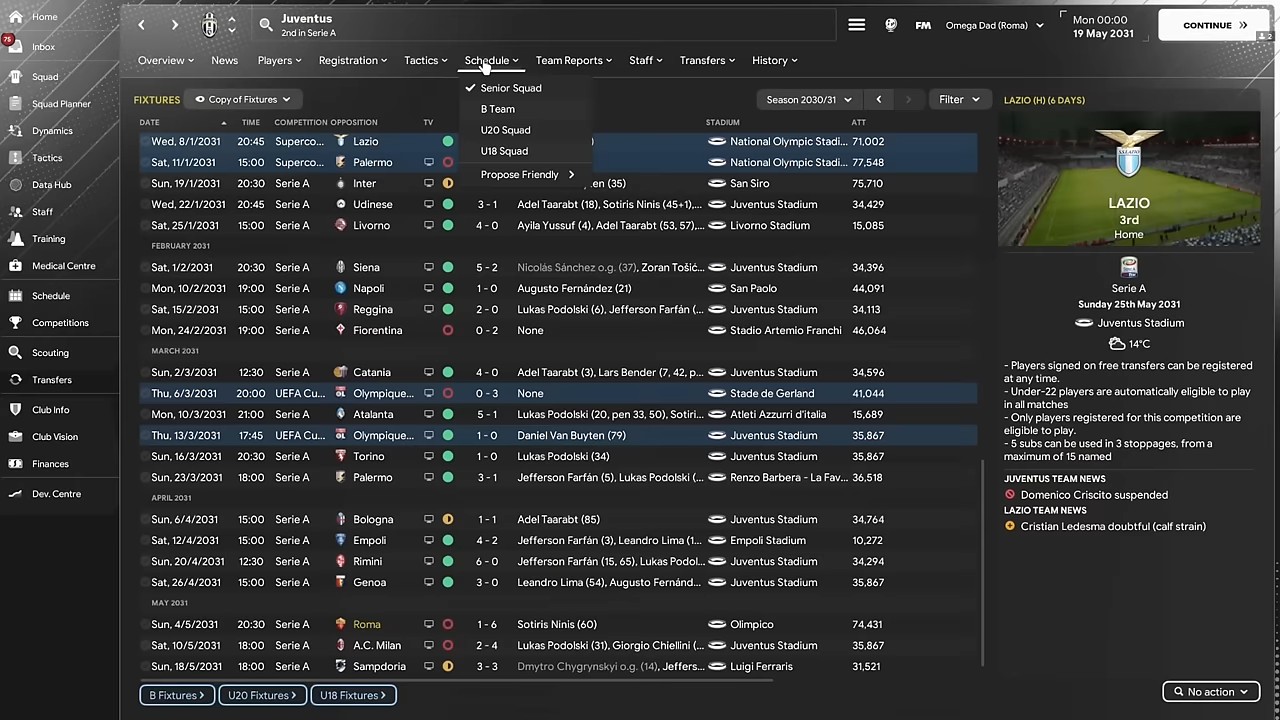 Home
75
Inbox
Squad
Squad Planner
Dynamics
Tactics
Data Hub
Staff
Training
Medical Centre
Schedule
Competitions
Scouting
Transfers
Club Info
Club Vision
Finances
Dev. Centre
Juventus
2nd in Serie A
FM
Omega Dad (Roma)
Mon 00:00
19 May 2031
CONTINUE
2
Overview News Players Registration Tactics Schedule Team Reports Staff Transfers History
Senior Squad
B Team
U20 Squad
U18 Squad
Propose Friendly
FIXTURES Copy of Fixtures Season 2030/31 Filter
DATE TIME COMPETITION OPPOSITION TV STADIUM ATT
Wed, 8/1/2031 20:45 Superco... Lazio ) National Olympic Stadi... 71,002
Sat, 11/1/2031 15:00 Superco... Palermo National Olympic Stadi... 77,548
Sun, 19/1/2031 20:30 Serie A Inter en (35) San Siro 75,710
Wed, 22/1/2031 20:45 Serie A Udinese 3 - 1 Adel Taarabt (18), Sotiris Ninis (45+1),... Juventus Stadium 34,429
Sat, 25/1/2031 15:00 Serie A Livorno 4 - 0 Ayila Yussuf (4), Adel Taarabt (53, 57),... Livorno Stadium 15,085
FEBRUARY 2031
Sat, 1/2/2031 20:30 Serie A Siena 5 - 2 Nicolás Sánchez o.g. (37), Zoran Tošić... Juventus Stadium 34,396
Mon, 10/2/2031 19:00 Serie A Napoli 1 - 0 Augusto Fernández (21) San Paolo 44,091
Sat, 15/2/2031 15:00 Serie A Reggina 2 - 0 Lukas Podolski (6), Jefferson Farfán (... Juventus Stadium 34,113
Mon, 24/2/2031 19:00 Serie A Fiorentina 0 - 2 None Stadio Artemio Franchi 46,064
MARCH 2031
Sun, 2/3/2031 12:30 Serie A Catania 4 - 0 Adel Taarabt (3), Lars Bender (7, 42, p... Juventus Stadium 34,596
Thu, 6/3/2031 20:00 UEFA Cu... Olympique... 0 - 3 None Stade de Gerland 41,044
Mon, 10/3/2031 21:00 Serie A Atalanta 5 - 1 Lukas Podolski (20, pen 33, 50), Sotiri... Atleti Azzurri d'italia 15,689
Thu, 13/3/2031 17:45 UEFA Cu... Olympique... 1 - 0 Daniel Van Buyten (79) Juventus Stadium 35,867
Sun, 16/3/2031 20:30 Serie A Torino 1 - 0 Lukas Podolski (34) Juventus Stadium 35,867
Sun, 23/3/2031 18:00 Serie A Palermo 3 - 1 Jefferson Farfán (5), Lukas Podolski (... Renzo Barbera - La Fav... 36,518
APRIL 2031
Sun, 6/4/2031 15:00 Serie A Bologna 1 - 1 Adel Taarabt (85) Juventus Stadium 34,764
Sat, 12/4/2031 15:00 Serie A Empoli 4 - 2 Jefferson Farfán (3), Leandro Lima (1... Empoli Stadium 10,272
Sun, 20/4/2031 12:30 Serie A Rimini 6 - 0 Jefferson Farfán (15, 65), Lukas Podol... Juventus Stadium 34,294
Sat, 26/4/2031 15:00 Serie A Genoa 3 - 0 Leandro Lima (54), Augusto Fernánd... Juventus Stadium 35,867
MAY 2031
Sun, 4/5/2031 20:30 Serie A Roma 1 - 6 Sotiris Ninis (60) Olimpico 74,431
Sat, 10/5/2031 18:00 Serie A A.C. Milan 2 - 4 Lukas Podolski (31), Giorgio Chiellini (... Juventus Stadium 35,867
Sun, 18/5/2031 18:00 Serie A Sampdoria 3 - 3 Dmytro Chygrynskyi o.g. (14), Jeffers... Luigi Ferraris 31,521
B Fixtures U20 Fixtures U18 Fixtures
LAZIO (H) (6 DAYS)
S.S. LAZIO
LAZIO
3rd
Home
Serie A
Sunday 25th May 2031
Juventus Stadium
14°C
- Players signed on free transfers can be registered
at any time.
- Under-22 players are automatically eligible to play
in all matches
- Only players registered for this competition are
eligible to play.
- 5 subs can be used in 3 stoppages, from a
maximum of 15 named
JUVENTUS TEAM NEWS
Domenico Criscito suspended
LAZIO TEAM NEWS
Cristian Ledesma doubtful (calf strain)
No action